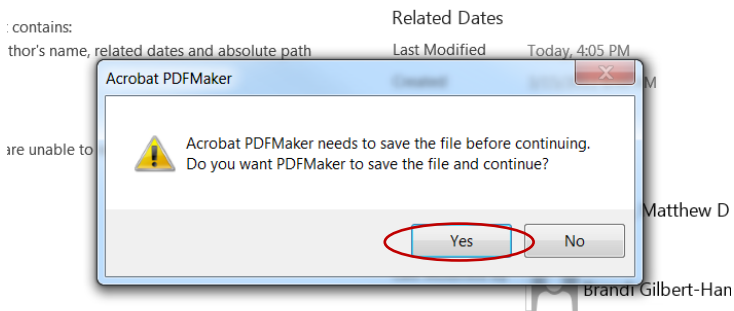 Related Dates
: contains:
thor's name, related dates and absolute path
Last Modified Today, 4:05 PM
Acrobat PDFMaker
X
Created
M
are unable to
Acrobat PDFMaker needs to save the file before continuing.
Do you want PDFMaker to save the file and continue?
Yes
No
Matthew D
Brandi Gilbert-Han